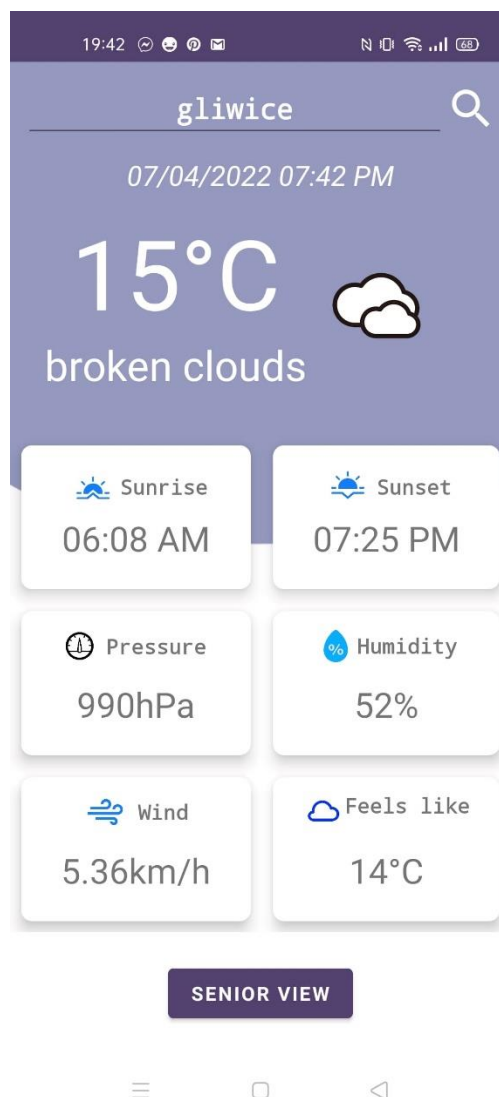 19:42 68
gliwice
07/04/2022 07:42 PM
15°C
broken clouds
Sunrise Sunset
06:08 AM 07:25 PM
Pressure % Humidity
990hPa 52%
Wind Feels like
5.36km/h 14°C
SENIOR VIEW